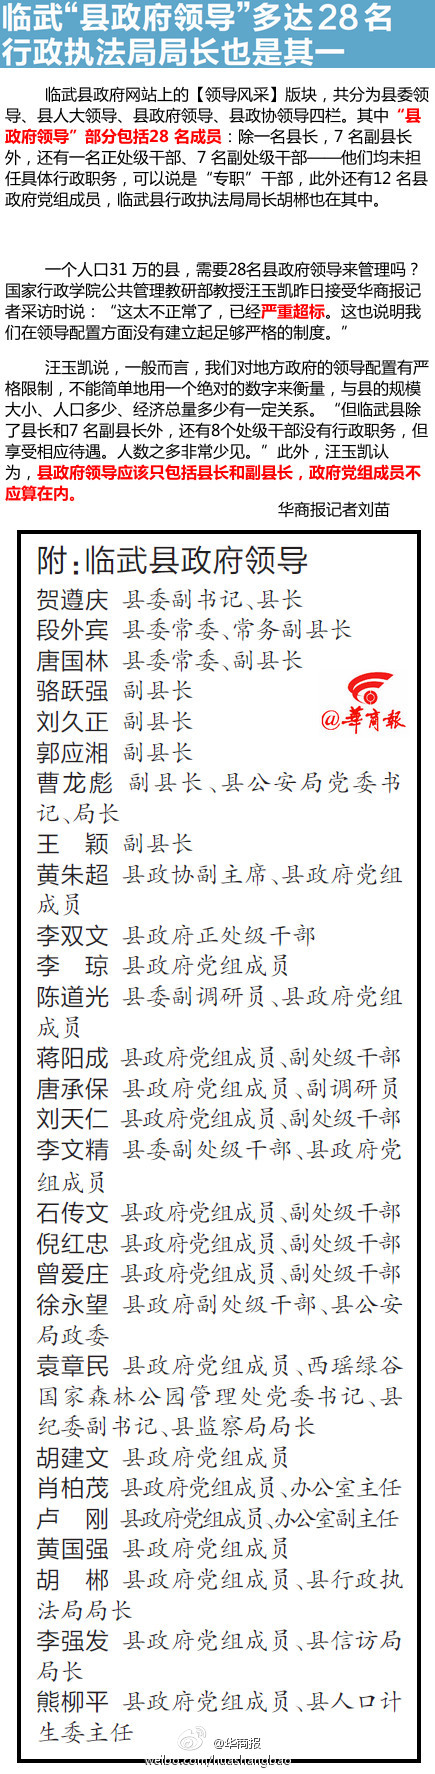 临武“县政府领导”多达28名
行政执法局局长也是其一
临武县政府网站上的【领导风采】版块，共分为县委领
导、县人大领导、县政府领导、县政协领导四栏。其中“县
政府领导”部分包括28 名成员：除一名县长，7 名副县长
外，还有一名正处级干部、7 名副处级干部——他们均未担
任具体行政职务，可以说是“专职”干部，此外还有12 名县
政府党组成员，临武县行政执法局局长胡郴也在其中。
一个人口31 万的县，需要28名县政府领导来管理吗？
国家行政学院公共管理教研部教授汪玉凯昨日接受华商报记
者采访时说：“这太不正常了，已经严重超标。这也说明我
们在领导配置方面没有建立起足够严格的制度。”
汪玉凯说，一般而言，我们对地方政府的领导配置有严
格限制，不能简单地用一个绝对的数字来衡量，与县的规模
大小、人口多少、经济总量多少有一定关系。“但临武县除
了县长和7 名副县长外，还有8个处级干部没有行政职务，但
享受相应待遇。人数之多非常少见。”此外，汪玉凯认
为，县政府领导应该只包括县长和副县长，政府党组成员不
应算在内。
华商报记者刘苗
附：临武县政府领导
贺遵庆 县委副书记、县长
段外宾 县委常委、常务副县长
唐国林 县委常委、副县长
骆跃强 副县长
刘久正 副县长
郭应湘 副县长
@华商報
曹龙彪 副县长、县公安局党委书
记、局长
王 颖 副县长
黄朱超 县政协副主席、县政府党组
成员
李双文 县政府正处级干部
李 琼 县政府党组成员
陈道光 县委副调研员、县政府党组
成员
蒋阳成 县政府党组成员、副处级干部
唐承保 县政府党组成员、副调研员
刘天仁 县政府党组成员、副处级干部
李文精 县委副处级干部、县政府党
组成员
石传文 县政府党组成员、副处级干部
倪红忠 县政府党组成员、副处级干部
曾爱庄 县政府党组成员、副处级干部
徐永望 县政府副处级干部、县公安
局政委
袁章民 县政府党组成员、西瑶绿谷
国家森林公园管理处党委书记、县
纪委副书记、县监察局局长
胡建文 县政府党组成员
肖柏茂 县政府党组成员、办公室主任
卢 刚 县政府党组成员、办公室副主任
黄国强 县政府党组成员
胡 郴 县政府党组成员、县行政执
法局局长
李强发 县政府党组成员、县信访局
局长
熊柳平 县政府党组成员、县人口计
生委主任
@华商报
weibo.com/huashangbao